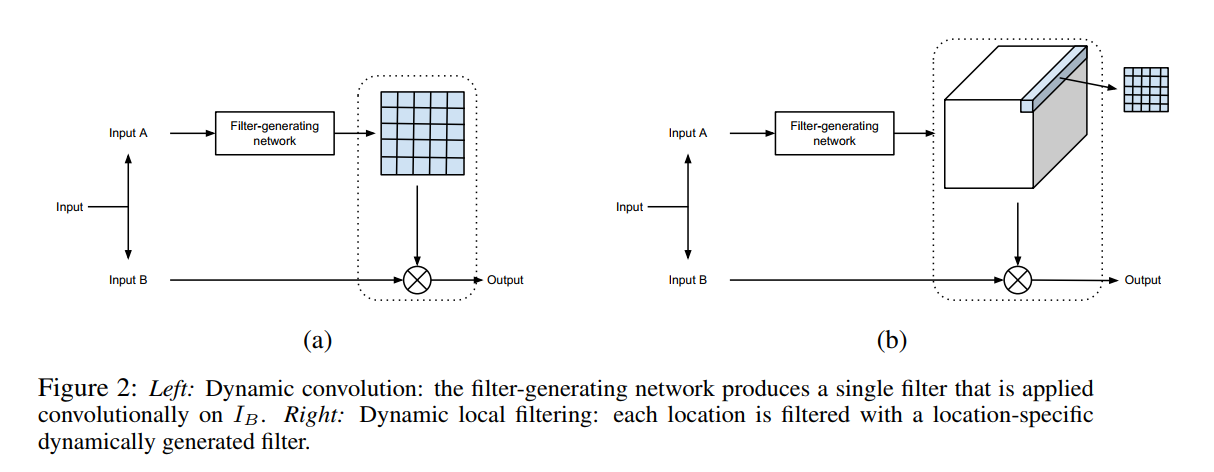 Input A
Filter-generating
network
Input
Input B
Output
(a)
Input A
Filter-generating
network
Input
Input B
Output
(b)
Figure 2: Left: Dynamic convolution: the filter-generating network produces a single filter that is applied
convolutionally on I_B. Right: Dynamic local filtering: each location is filtered with a location-specific
dynamically generated filter.